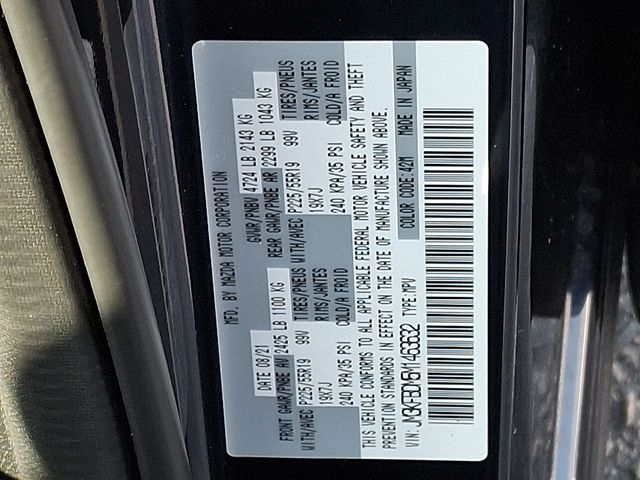 MFD. BY MAZDA MOTOR CORPORATION
DATE 08/21 GVWR/PNBV 4724 LB 2143 KG
FRONT GAWR/PNBE AV 2425 LB 1100 KG REAR GAWR/PNBE AR 2299 LB 1043 KG
WITH/AVEC P225/55R19 99V TIRES/PNEUS WITH/AVEC P225/55R19 99V TIRES/PNEUS
19X7J RIMS/JANTES 19X7J RIMS/JANTES
240 KPA/35 PSI COLD/A FROID 240 KPA/35 PSI COLD/A FROID
THIS VEHICLE CONFORMS TO ALL APPLICABLE FEDERAL MOTOR VEHICLE SAFETY AND THEFT
PREVENTION STANDARDS IN EFFECT ON THE DATE OF MANUFACTURE SHOWN ABOVE.
VIN: JM3KFBDM5M1463632 TYPE: MPV COLOR CODE: 42M MADE IN JAPAN